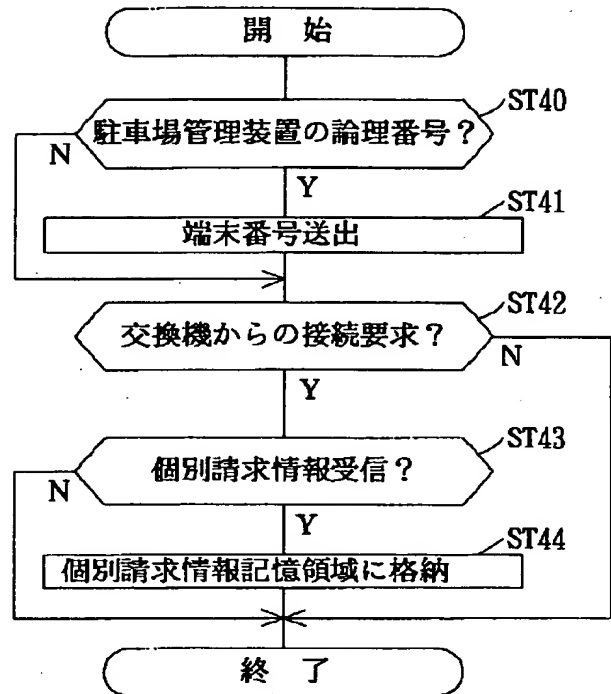 開 始
ST40
駐車場管理装置の論理番号？
N
Y
ST41
端末番号送出
ST42
交換機からの接続要求？
N
Y
ST43
個別請求情報受信？
N
Y
ST44
個別請求情報記憶領域に格納
終 了